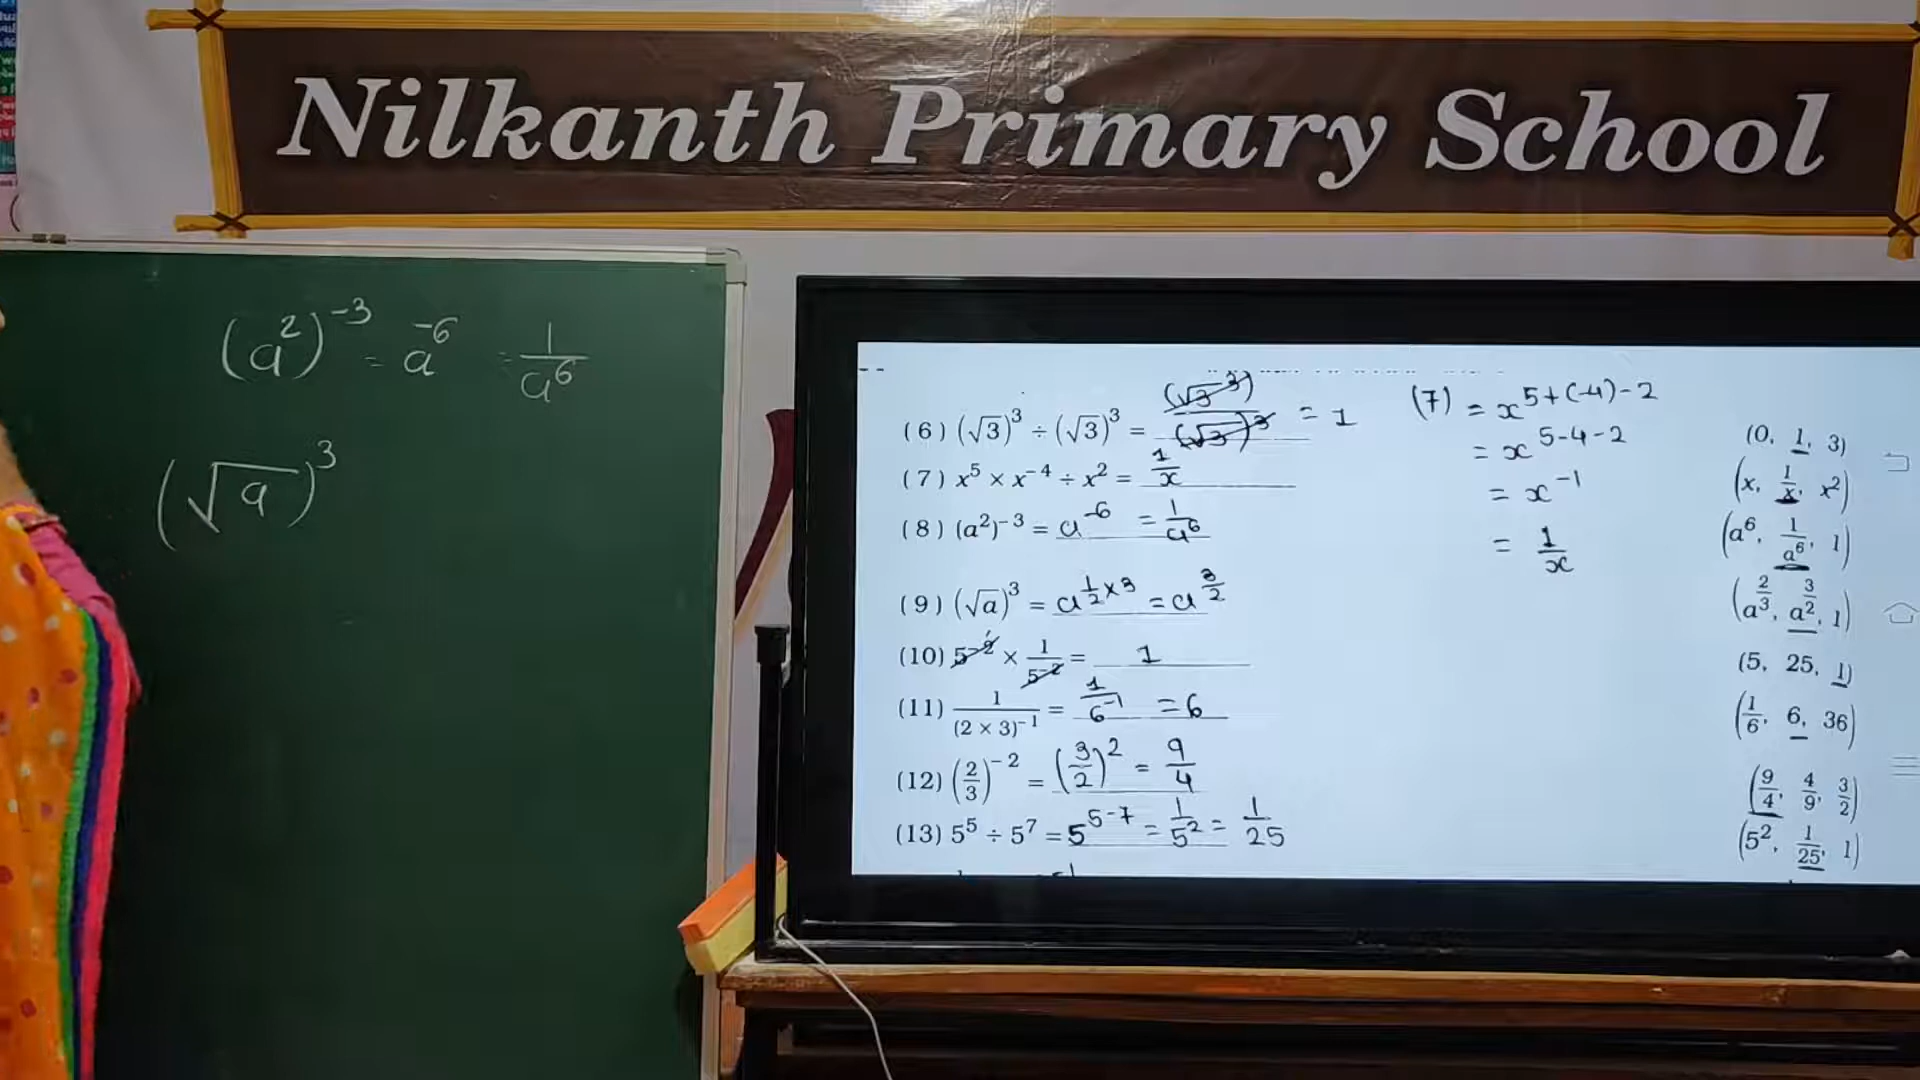 Nilkanth Primary School
(a²)⁻³ = a⁻⁶ = 1/a⁶
(√a)³
(6) (√3)³ ÷ (√3)³ = (√3)³/(√3)³ = 1 (0, 1, 3)
(7) x⁵ × x⁻⁴ ÷ x² = 1/x (x, 1/x, x²)
(8) (a²)⁻³ = a⁻⁶ = 1/a⁶ (a⁶, 1/a⁶, 1)
(9) (√a)³ = a^(1/2 × 3) = a^(3/2) (a^(2/3), a^(3/2), 1)
(10) 5⁻² × 1/5⁻² = 1 (5, 25, 1)
(11) 1/(2 × 3)⁻¹ = 1/6⁻¹ = 6 (1/6, 6, 36)
(12) (2/3)⁻² = (3/2)² = 9/4 (9/4, 4/9, 3/2)
(13) 5⁵ ÷ 5⁷ = 5⁵⁻⁷ = 1/5² = 1/25 (5², 1/25, 1)
(7) = x^(5+(-4)-2)
= x^(5-4-2)
= x⁻¹
= 1/x